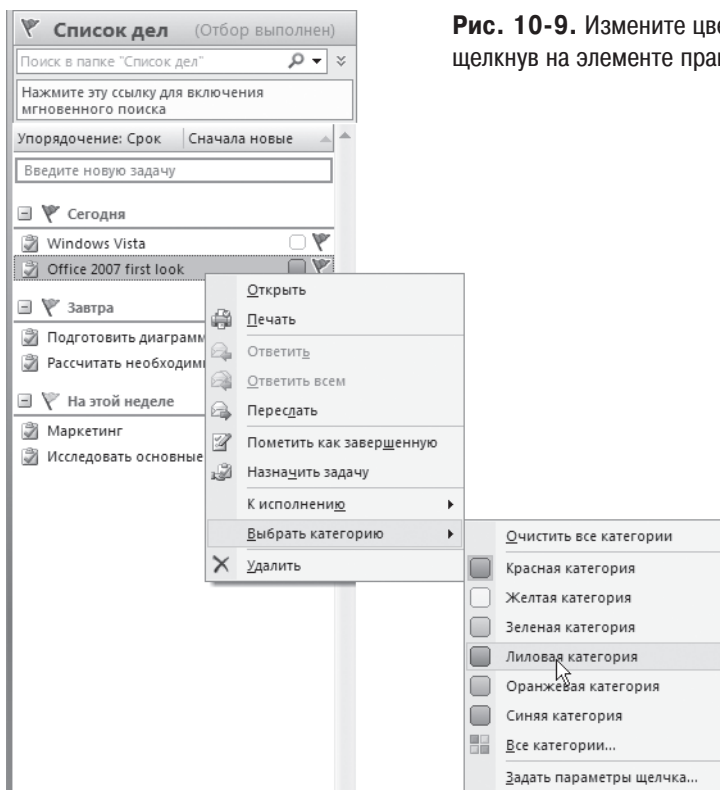 Список дел (Отбор выполнен)
Поиск в папке "Список дел"
Нажмите эту ссылку для включения
мгновенного поиска
Упорядочение: Срок Сначала новые
Введите новую задачу
Сегодня
Windows Vista
Office 2007 first look
Завтра
Подготовить диаграмм
Рассчитать необходим
На этой неделе
Маркетинг
Исследовать основные
Открыть
Печать
Ответить
Ответить всем
Переслать
Пометить как завершенную
Назначить задачу
К исполнению
Выбрать категорию
Удалить
Очистить все категории
Красная категория
Желтая категория
Зеленая категория
Лиловая категория
Оранжевая категория
Синяя категория
Все категории...
Задать параметры щелчка...
Рис. 10-9. Измените цве
щелкнув на элементе пра